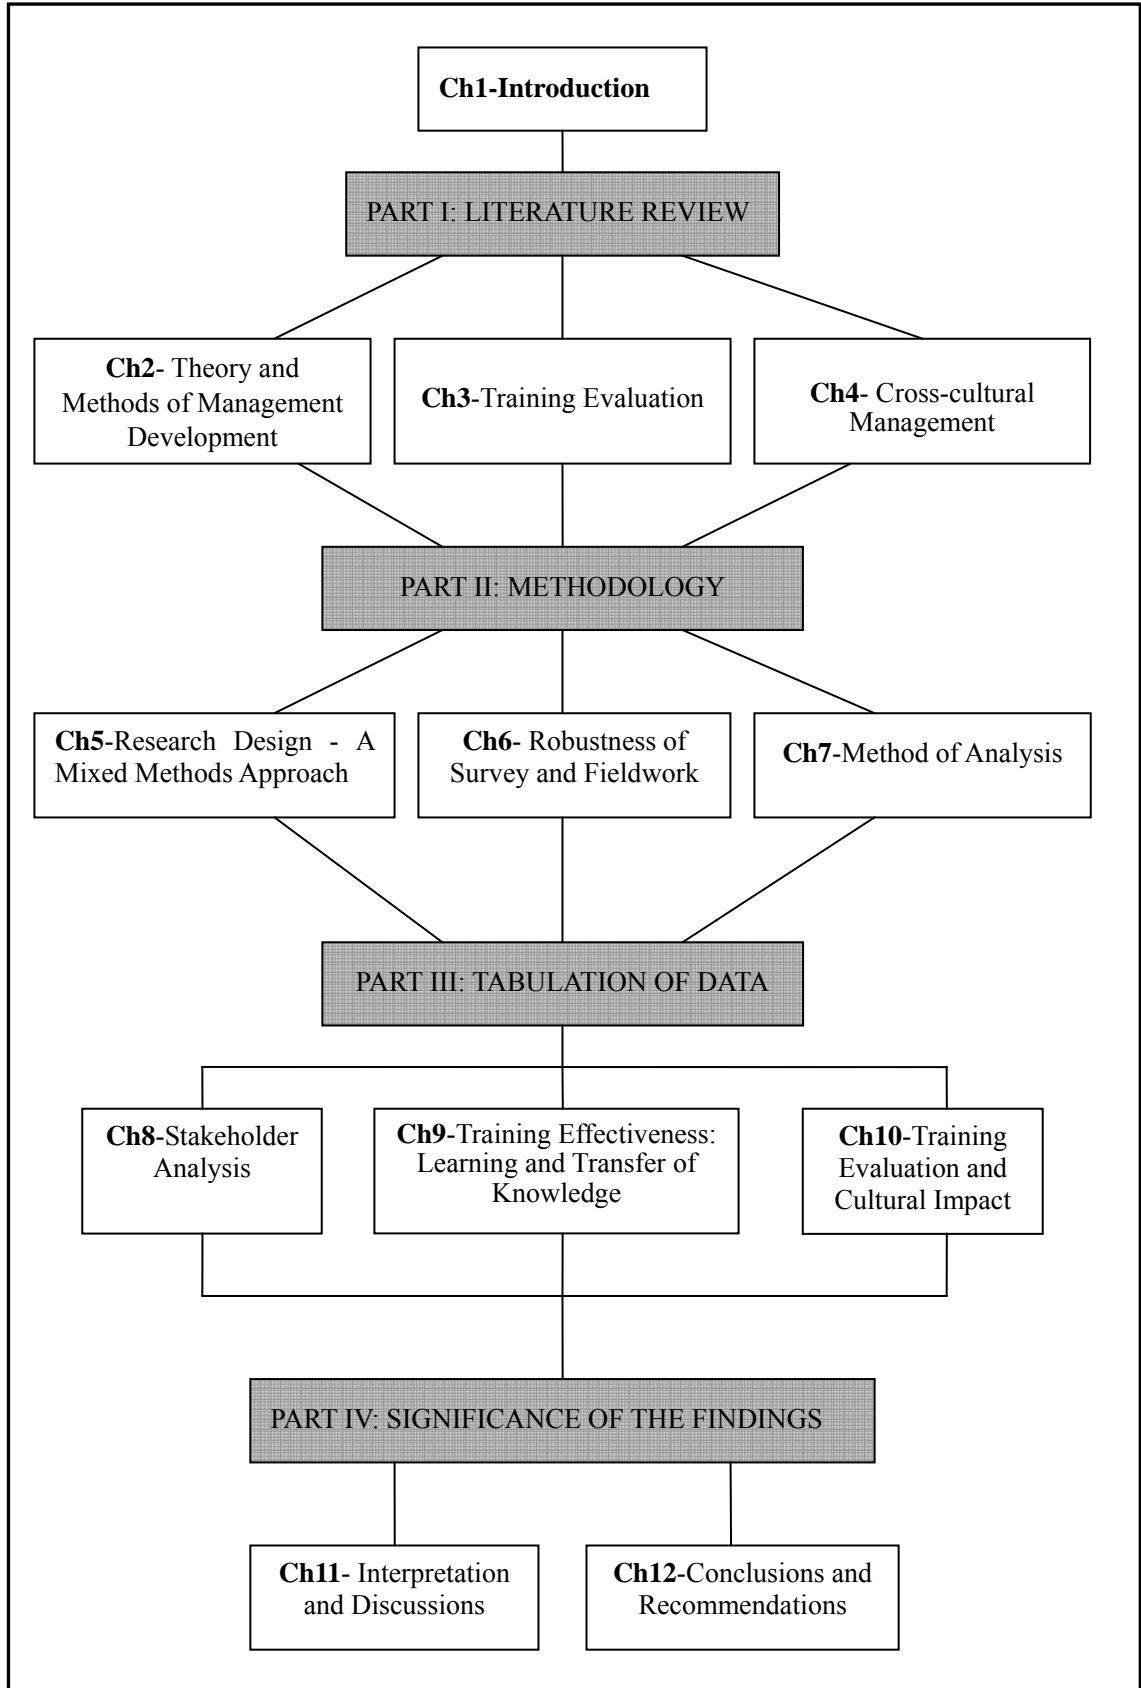 Ch1-Introduction
PART I: LITERATURE REVIEW
Ch2- Theory and
Methods of Management
Development
Ch3-Training Evaluation
Ch4- Cross-cultural
Management
PART II: METHODOLOGY
Ch5-Research Design - A
Mixed Methods Approach
Ch6- Robustness of
Survey and Fieldwork
Ch7-Method of Analysis
PART III: TABULATION OF DATA
Ch8-Stakeholder
Analysis
Ch9-Training Effectiveness:
Learning and Transfer of
Knowledge
Ch10-Training
Evaluation and
Cultural Impact
PART IV: SIGNIFICANCE OF THE FINDINGS
Ch11- Interpretation
and Discussions
Ch12-Conclusions and
Recommendations